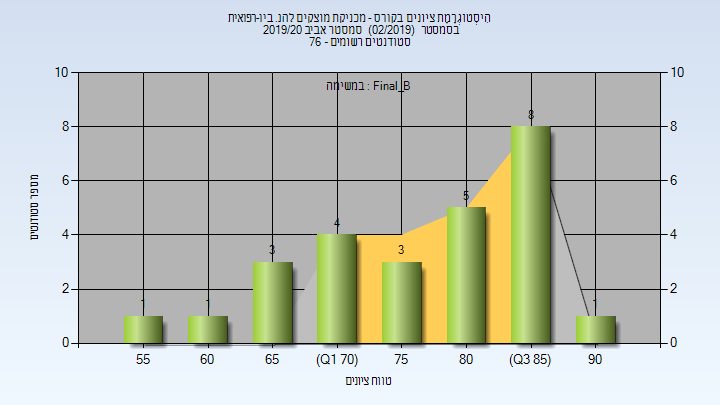 היסטוגרמת ציונים בקורס - מכניקת מוצקים להנ. ביו-רפואית
בסמסטר (02/2019) סמסטר אביב 2019/20
סטודנטים רשומים - 76
במשימה : Final_B
מספר סטודנטים
10 10
8 8
6 6
4 4
2 2
0 0
1 1 3 4 3 5 8 1
55 60 65 (Q1 70) 75 80 (Q3 85) 90
טווח ציונים